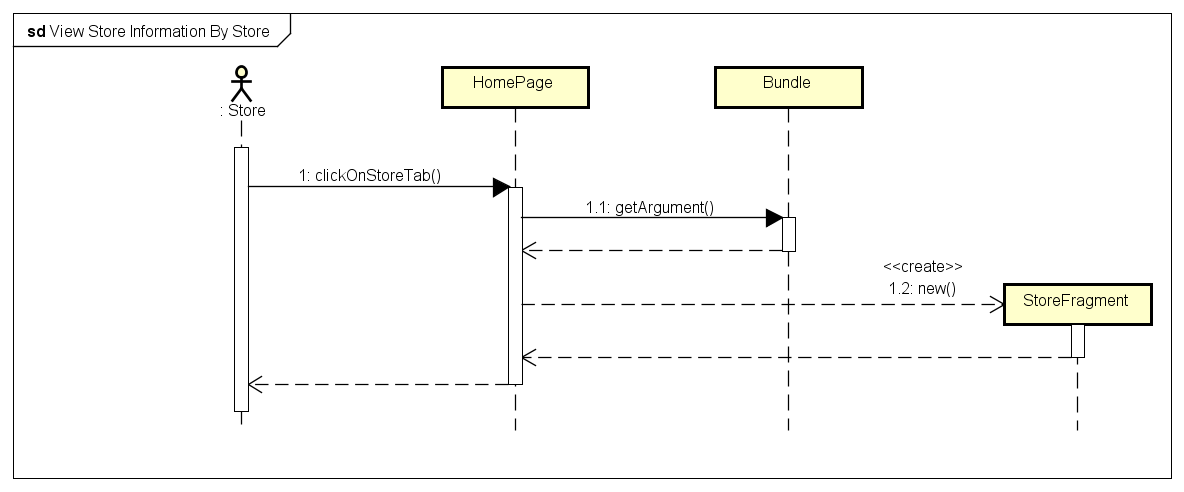 sd View Store Information By Store
: Store
HomePage
Bundle
1: clickOnStoreTab()
1.1: getArgument()
<<create>>
1.2: new()
StoreFragment